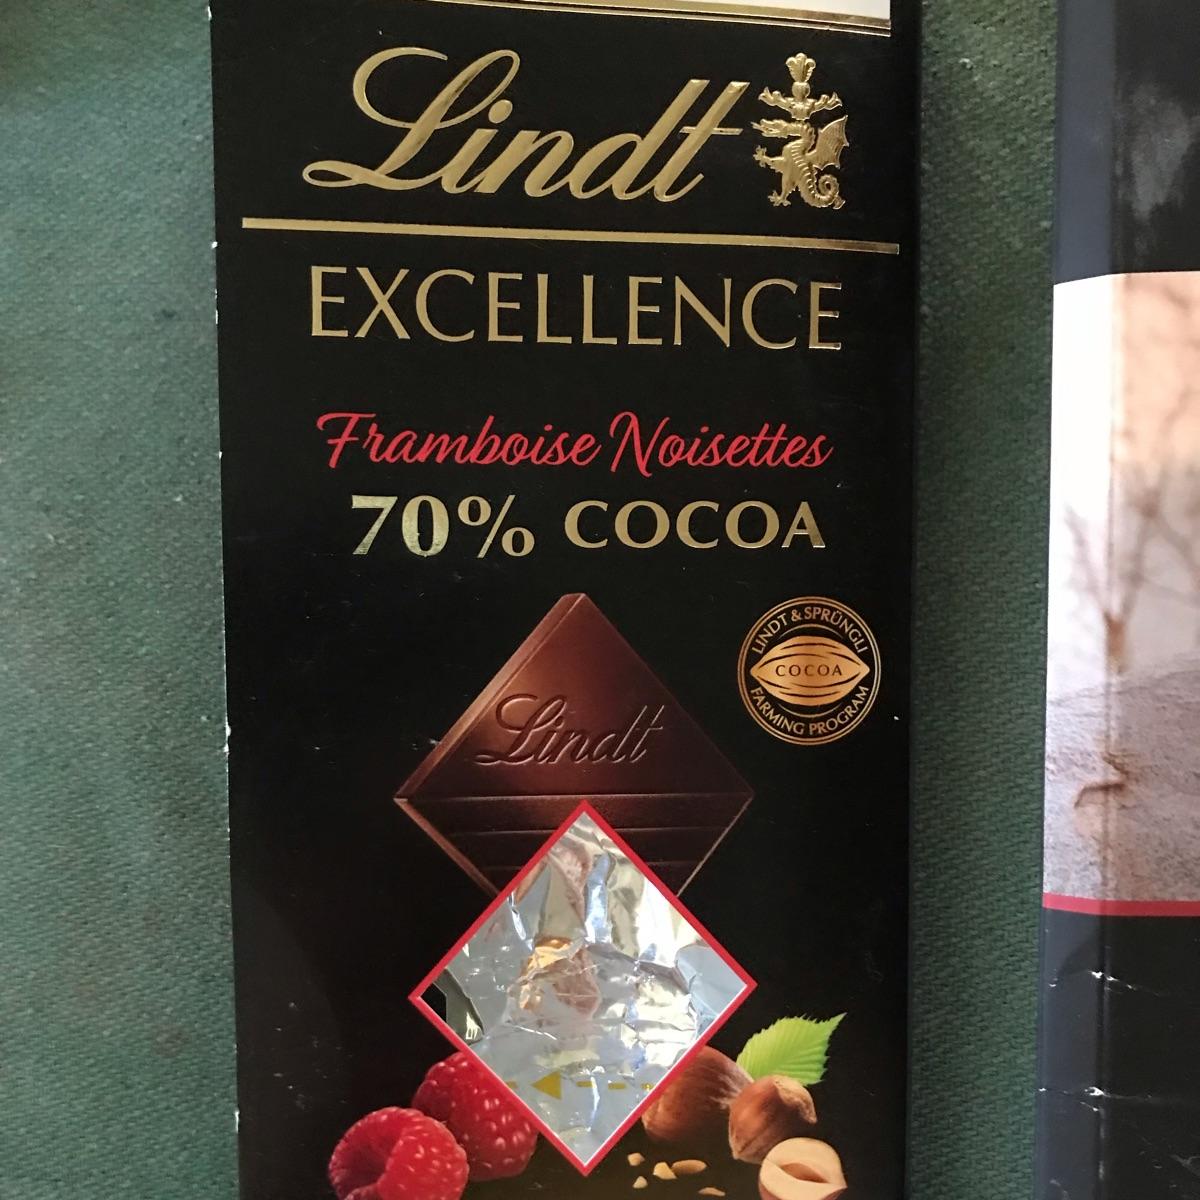 Lindt
EXCELLENCE
Framboise Noisettes
70% COCOA
Lindt
LINDT & SPRÜNGLI
COCOA
FARMING PROGRAM